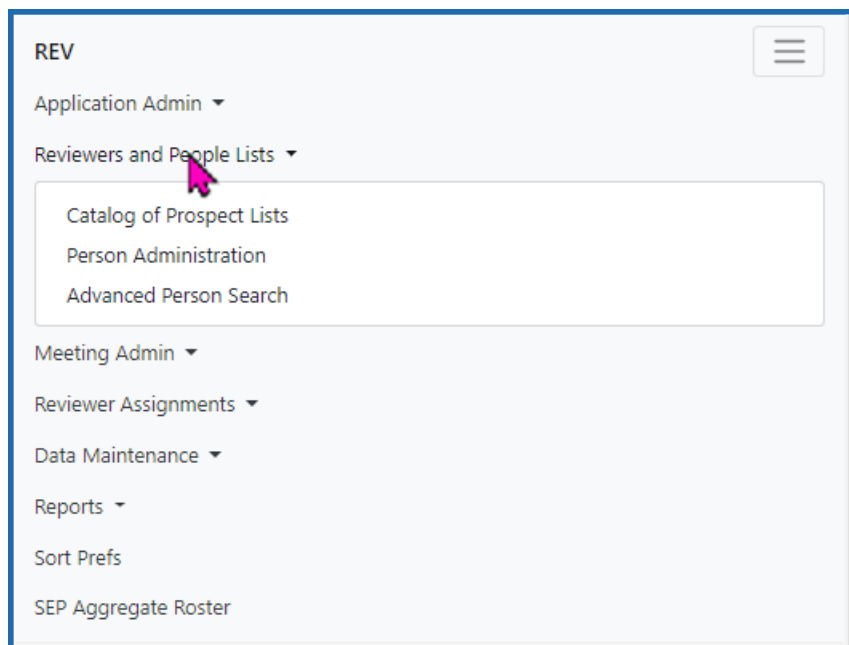 REV
Application Admin
Reviewers and People Lists
Catalog of Prospect Lists
Person Administration
Advanced Person Search
Meeting Admin
Reviewer Assignments
Data Maintenance
Reports
Sort Prefs
SEP Aggregate Roster